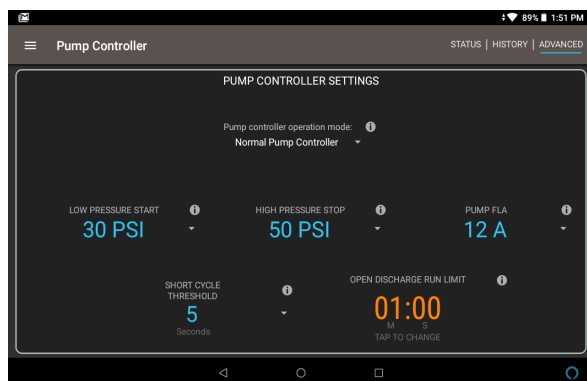 89% 1:51 PM
Pump Controller
STATUS | HISTORY | ADVANCED
PUMP CONTROLLER SETTINGS
Pump controller operation mode:
Normal Pump Controller
LOW PRESSURE START
30 PSI
HIGH PRESSURE STOP
50 PSI
PUMP FLA
12 A
SHORT CYCLE
THRESHOLD
5
Seconds
OPEN DISCHARGE RUN LIMIT
01:00
M S
TAP TO CHANGE